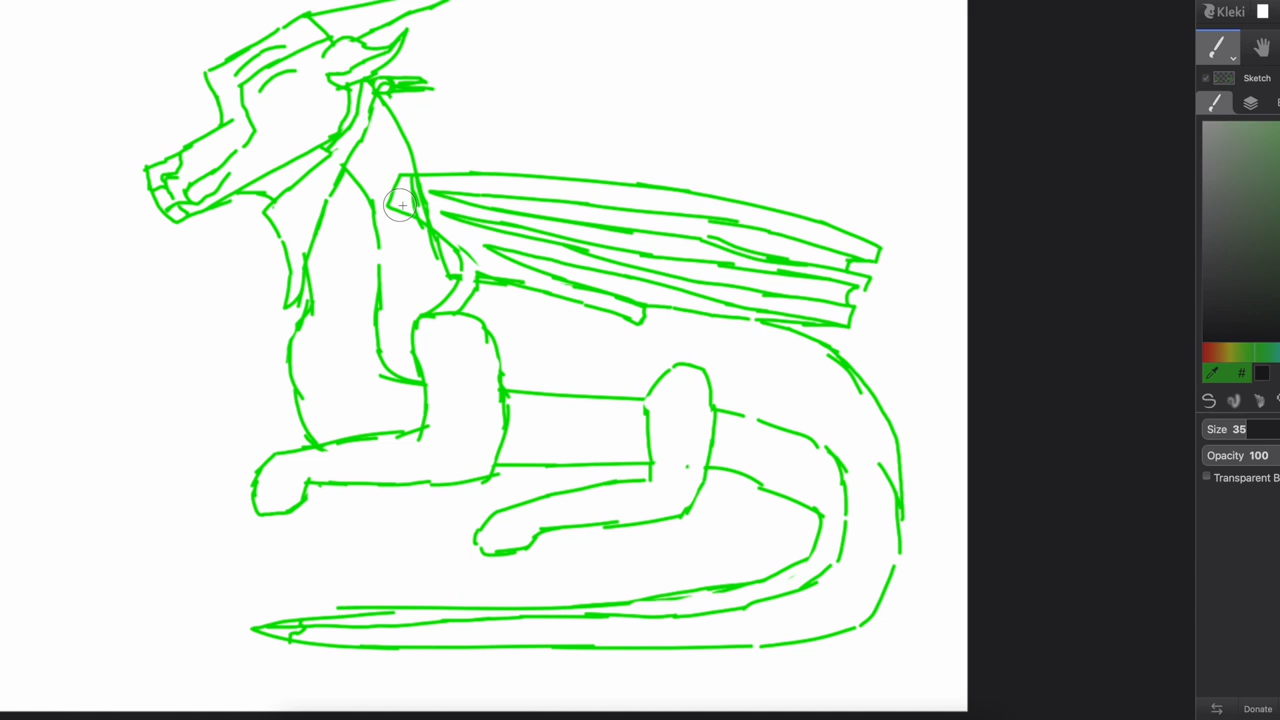 Kleki
Sketch
#
Size 35
Opacity 100
Transparent B
Donate